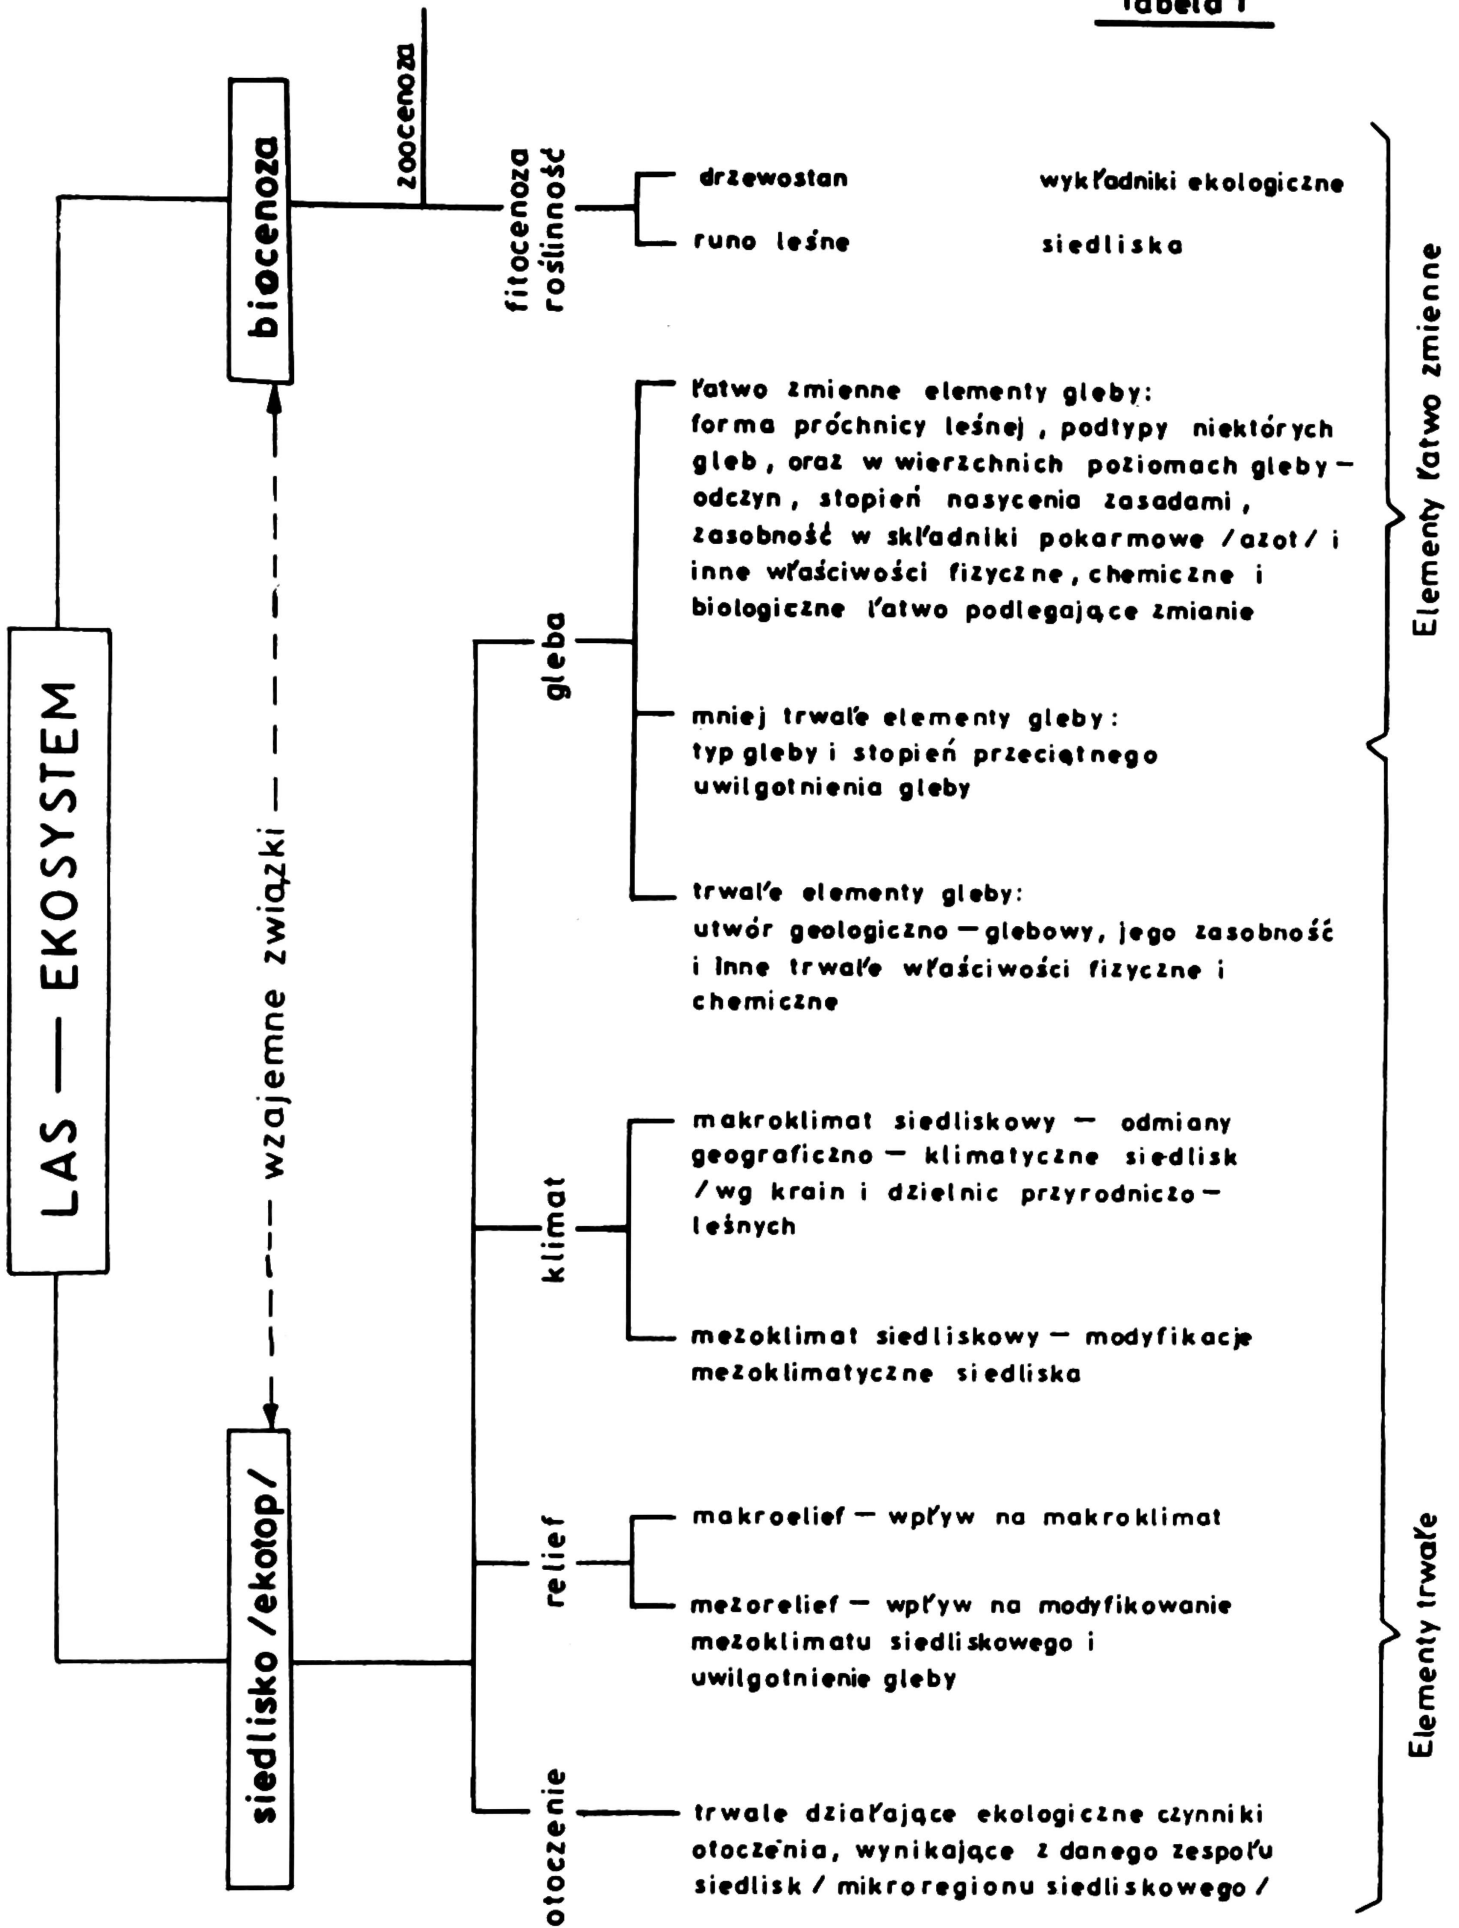 Tabela 1
LAS — EKOSYSTEM
biocenoza
wzajemne związki
siedlisko /ekotop/
zoocenoza
fitocenoza
roślinność
drzewostan
runo leśne
wykładniki ekologiczne
siedliska
gleba
łatwo zmienne elementy gleby:
forma próchnicy leśnej, podtypy niektórych
gleb, oraz w wierzchnich poziomach gleby —
odczyn, stopień nasycenia zasadami,
zasobność w składniki pokarmowe /azot/ i
inne właściwości fizyczne, chemiczne i
biologiczne łatwo podlegające zmianie
mniej trwałe elementy gleby:
typ gleby i stopień przeciętnego
uwilgotnienia gleby
trwałe elementy gleby:
utwór geologiczno — glebowy, jego zasobność
i inne trwałe właściwości fizyczne i
chemiczne
klimat
makroklimat siedliskowy — odmiany
geograficzno — klimatyczne siedlisk
/wg krain i dzielnic przyrodniczo —
leśnych
mezoklimat siedliskowy — modyfikacje
mezoklimatyczne siedliska
relief
makroelief — wpływ na makroklimat
mezorelief — wpływ na modyfikowanie
mezoklimatu siedliskowego i
uwilgotnienie gleby
otoczenie
trwale działające ekologiczne czynniki
otoczenia, wynikające z danego zespołu
siedlisk / mikroregionu siedliskowego /
Elementy łatwo zmienne
Elementy trwałe